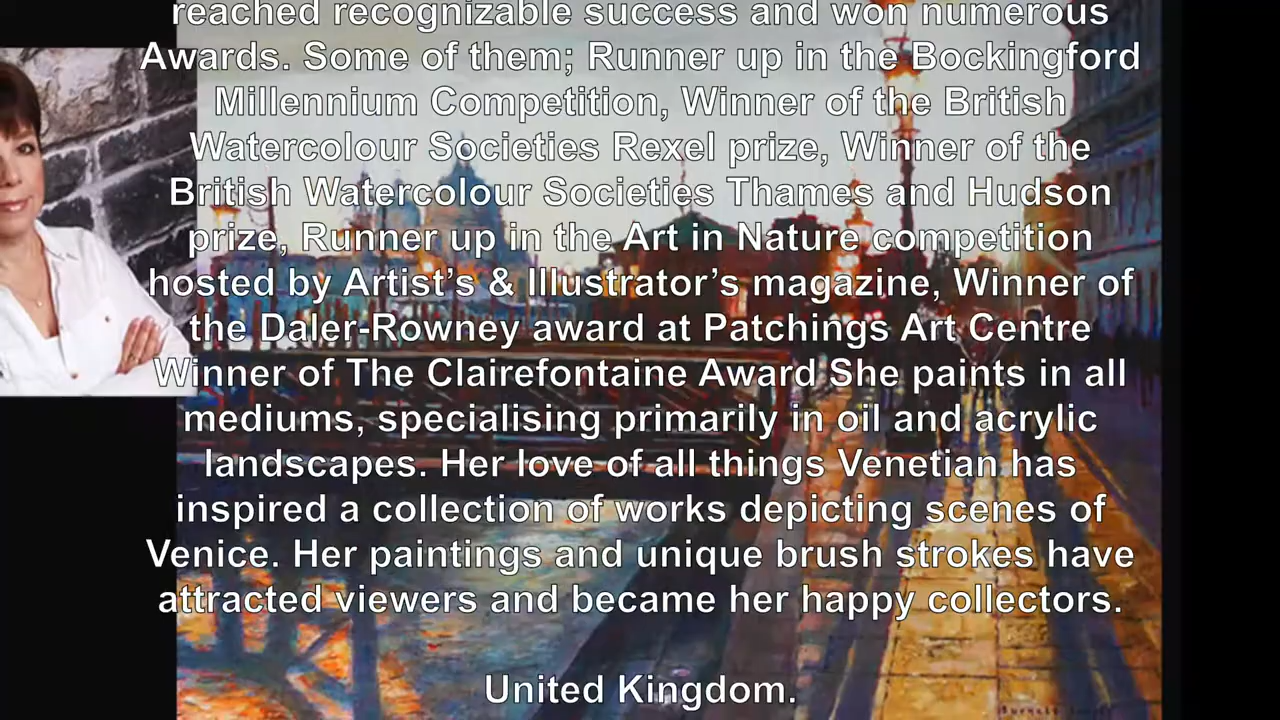 reached recognizable success and won numerous
Awards. Some of them; Runner up in the Bockingford
Millennium Competition, Winner of the British
Watercolour Societies Rexel prize, Winner of the
British Watercolour Societies Thames and Hudson
prize, Runner up in the Art in Nature competition
hosted by Artist’s & Illustrator’s magazine, Winner of
the Daler-Rowney award at Patchings Art Centre
Winner of The Clairefontaine Award She paints in all
mediums, specialising primarily in oil and acrylic
landscapes. Her love of all things Venetian has
inspired a collection of works depicting scenes of
Venice. Her paintings and unique brush strokes have
attracted viewers and became her happy collectors.
United Kingdom.